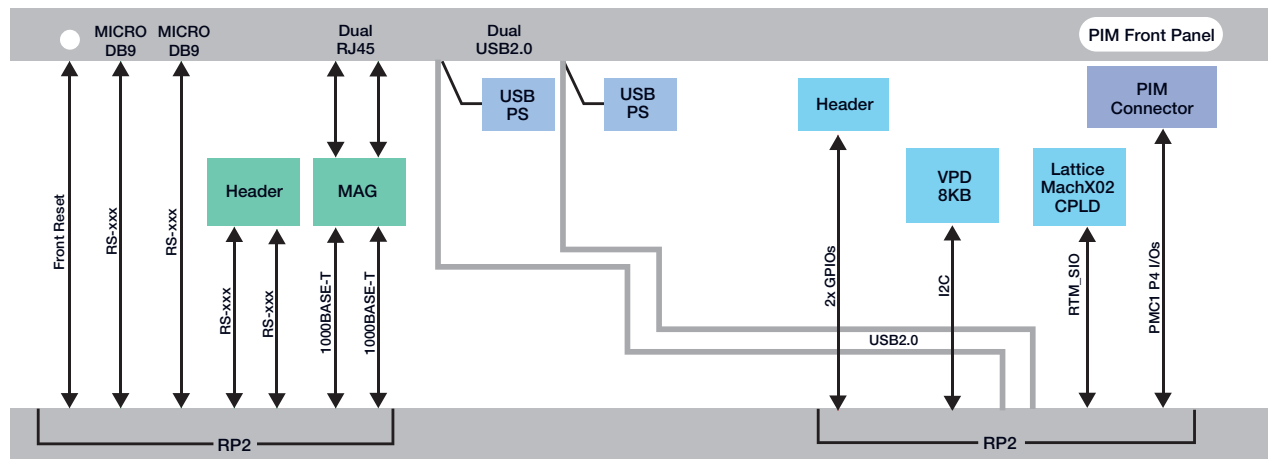 MICRO
DB9
MICRO
DB9
Dual
RJ45
Dual
USB2.0
PIM Front Panel
USB
PS
USB
PS
Header
PIM
Connector
Header
MAG
VPD
8KB
Lattice
MachX02
CPLD
Front Reset
RS-xxx
RS-xxx
RS-xxx
RS-xxx
1000BASE-T
1000BASE-T
2x GPIOs
I2C
RTM_SIO
PMC1 P4 I/Os
USB2.0
RP2
RP2